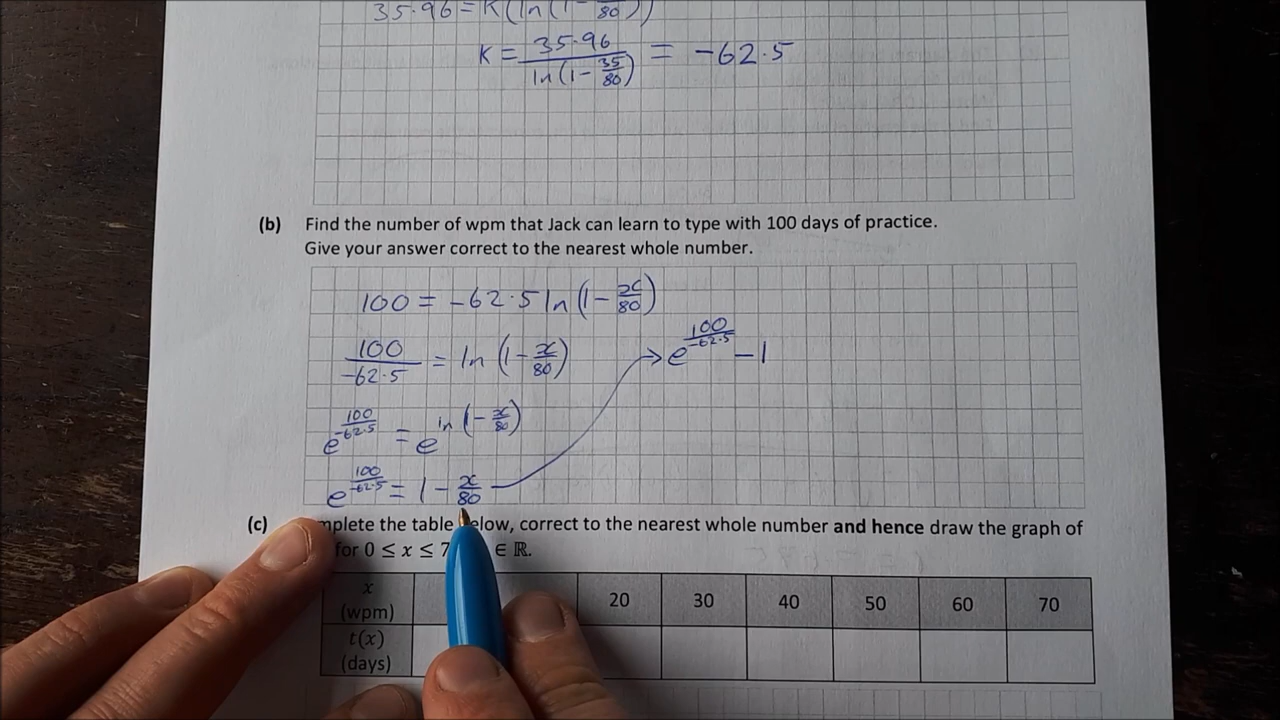 35.96 = K(ln(1 - 35/80))
K = 35.96 / ln(1 - 35/80) = -62.5
(b) Find the number of wpm that Jack can learn to type with 100 days of practice.
Give your answer correct to the nearest whole number.
100 = -62.5 ln(1 - x/80)
100/-62.5 = ln(1 - x/80)
e^(100/-62.5) - 1
e^(100/-62.5) = e^ln(1 - x/80)
e^(100/-62.5) = 1 - x/80
(c) the table below, correct to the nearest whole number and hence draw the graph of
for 0 ≤ x ≤ 7 ∈ ℝ.
x (wpm) 20 30 40 50 60 70
t(x) (days)